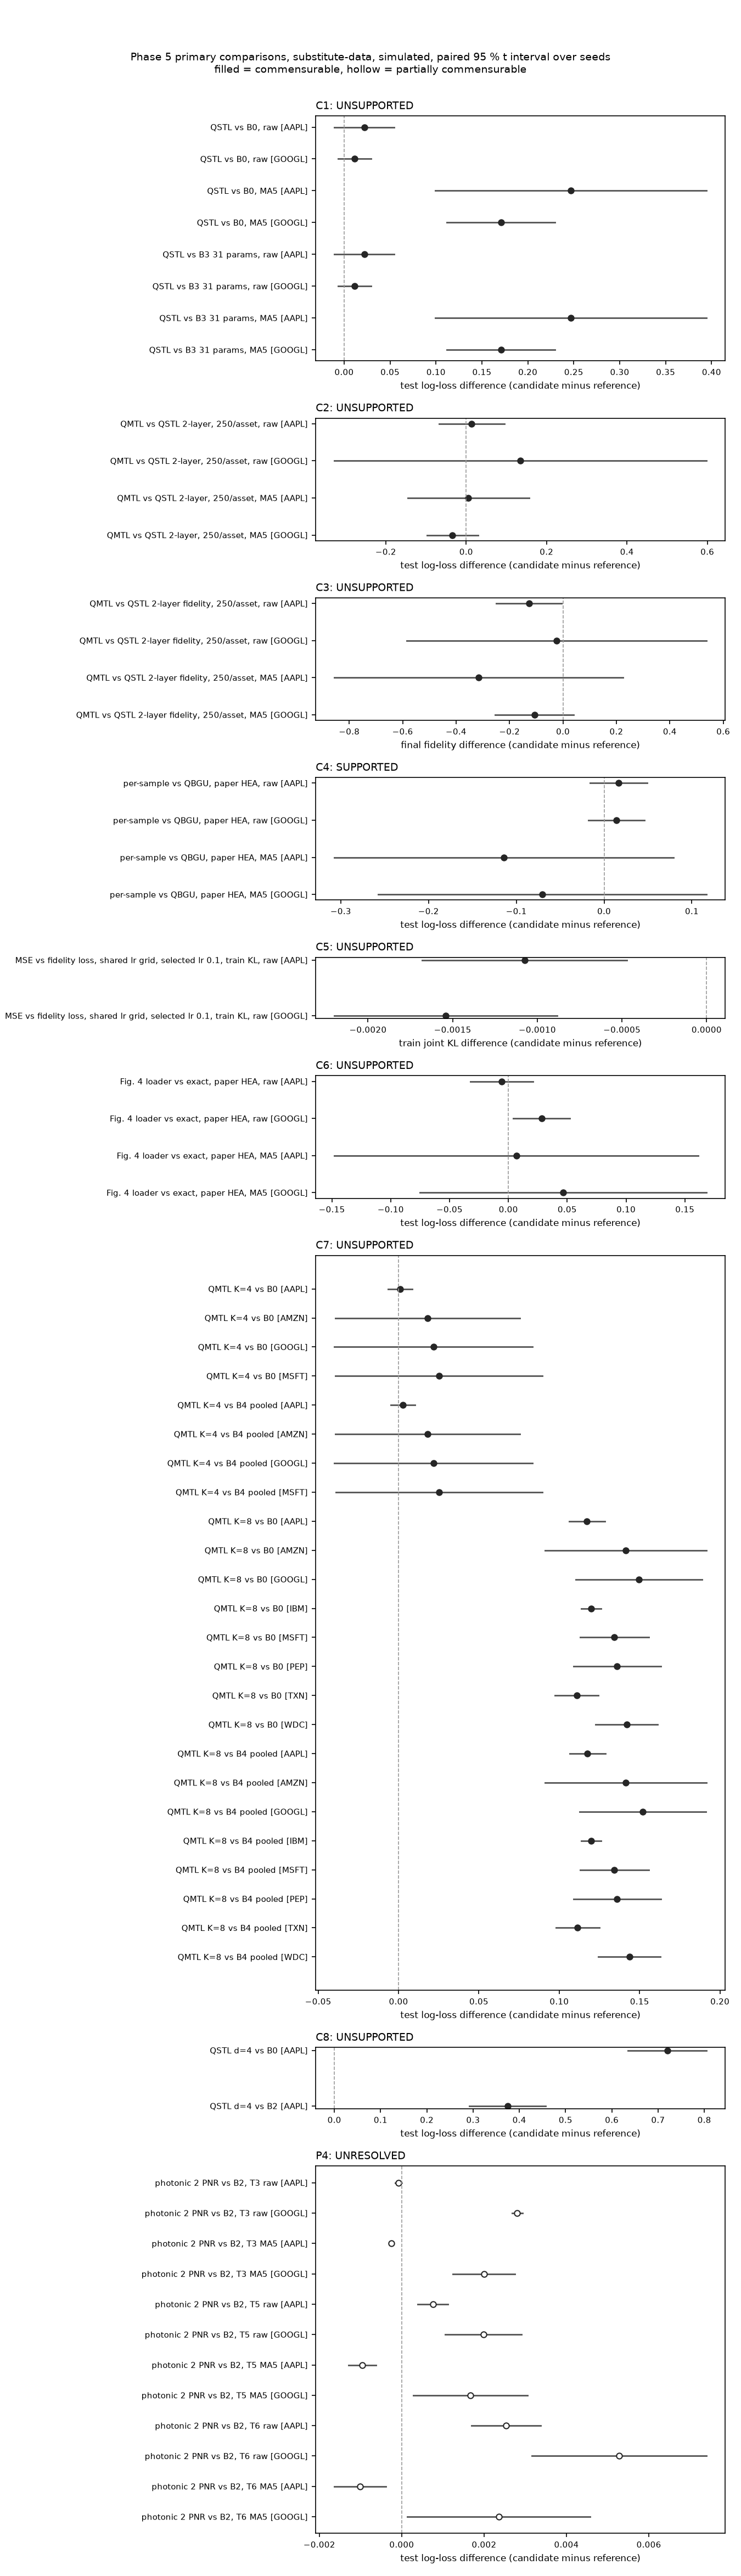 Phase 5 primary comparisons, substitute-data, simulated, paired 95 % t interval over seeds
filled = commensurable, hollow = partially commensurable
C1: UNSUPPORTED
QSTL vs B0, raw [AAPL]
QSTL vs B0, raw [GOOGL]
QSTL vs B0, MA5 [AAPL]
QSTL vs B0, MA5 [GOOGL]
QSTL vs B3 31 params, raw [AAPL]
QSTL vs B3 31 params, raw [GOOGL]
QSTL vs B3 31 params, MA5 [AAPL]
QSTL vs B3 31 params, MA5 [GOOGL]
0.00 0.05 0.10 0.15 0.20 0.25 0.30 0.35 0.40
test log-loss difference (candidate minus reference)
C2: UNSUPPORTED
QMTL vs QSTL 2-layer, 250/asset, raw [AAPL]
QMTL vs QSTL 2-layer, 250/asset, raw [GOOGL]
QMTL vs QSTL 2-layer, 250/asset, MA5 [AAPL]
QMTL vs QSTL 2-layer, 250/asset, MA5 [GOOGL]
−0.2 0.0 0.2 0.4 0.6
test log-loss difference (candidate minus reference)
C3: UNSUPPORTED
QMTL vs QSTL 2-layer fidelity, 250/asset, raw [AAPL]
QMTL vs QSTL 2-layer fidelity, 250/asset, raw [GOOGL]
QMTL vs QSTL 2-layer fidelity, 250/asset, MA5 [AAPL]
QMTL vs QSTL 2-layer fidelity, 250/asset, MA5 [GOOGL]
−0.8 −0.6 −0.4 −0.2 0.0 0.2 0.4 0.6
final fidelity difference (candidate minus reference)
C4: SUPPORTED
per-sample vs QBGU, paper HEA, raw [AAPL]
per-sample vs QBGU, paper HEA, raw [GOOGL]
per-sample vs QBGU, paper HEA, MA5 [AAPL]
per-sample vs QBGU, paper HEA, MA5 [GOOGL]
−0.3 −0.2 −0.1 0.0 0.1
test log-loss difference (candidate minus reference)
C5: UNSUPPORTED
MSE vs fidelity loss, shared lr grid, selected lr 0.1, train KL, raw [AAPL]
MSE vs fidelity loss, shared lr grid, selected lr 0.1, train KL, raw [GOOGL]
−0.0020 −0.0015 −0.0010 −0.0005 0.0000
train joint KL difference (candidate minus reference)
C6: UNSUPPORTED
Fig. 4 loader vs exact, paper HEA, raw [AAPL]
Fig. 4 loader vs exact, paper HEA, raw [GOOGL]
Fig. 4 loader vs exact, paper HEA, MA5 [AAPL]
Fig. 4 loader vs exact, paper HEA, MA5 [GOOGL]
−0.15 −0.10 −0.05 0.00 0.05 0.10 0.15
test log-loss difference (candidate minus reference)
C7: UNSUPPORTED
QMTL K=4 vs B0 [AAPL]
QMTL K=4 vs B0 [AMZN]
QMTL K=4 vs B0 [GOOGL]
QMTL K=4 vs B0 [MSFT]
QMTL K=4 vs B4 pooled [AAPL]
QMTL K=4 vs B4 pooled [AMZN]
QMTL K=4 vs B4 pooled [GOOGL]
QMTL K=4 vs B4 pooled [MSFT]
QMTL K=8 vs B0 [AAPL]
QMTL K=8 vs B0 [AMZN]
QMTL K=8 vs B0 [GOOGL]
QMTL K=8 vs B0 [IBM]
QMTL K=8 vs B0 [MSFT]
QMTL K=8 vs B0 [PEP]
QMTL K=8 vs B0 [TXN]
QMTL K=8 vs B0 [WDC]
QMTL K=8 vs B4 pooled [AAPL]
QMTL K=8 vs B4 pooled [AMZN]
QMTL K=8 vs B4 pooled [GOOGL]
QMTL K=8 vs B4 pooled [IBM]
QMTL K=8 vs B4 pooled [MSFT]
QMTL K=8 vs B4 pooled [PEP]
QMTL K=8 vs B4 pooled [TXN]
QMTL K=8 vs B4 pooled [WDC]
−0.05 0.00 0.05 0.10 0.15 0.20
test log-loss difference (candidate minus reference)
C8: UNSUPPORTED
QSTL d=4 vs B0 [AAPL]
QSTL d=4 vs B2 [AAPL]
0.0 0.1 0.2 0.3 0.4 0.5 0.6 0.7 0.8
test log-loss difference (candidate minus reference)
P4: UNRESOLVED
photonic 2 PNR vs B2, T3 raw [AAPL]
photonic 2 PNR vs B2, T3 raw [GOOGL]
photonic 2 PNR vs B2, T3 MA5 [AAPL]
photonic 2 PNR vs B2, T3 MA5 [GOOGL]
photonic 2 PNR vs B2, T5 raw [AAPL]
photonic 2 PNR vs B2, T5 raw [GOOGL]
photonic 2 PNR vs B2, T5 MA5 [AAPL]
photonic 2 PNR vs B2, T5 MA5 [GOOGL]
photonic 2 PNR vs B2, T6 raw [AAPL]
photonic 2 PNR vs B2, T6 raw [GOOGL]
photonic 2 PNR vs B2, T6 MA5 [AAPL]
photonic 2 PNR vs B2, T6 MA5 [GOOGL]
−0.002 0.000 0.002 0.004 0.006
test log-loss difference (candidate minus reference)